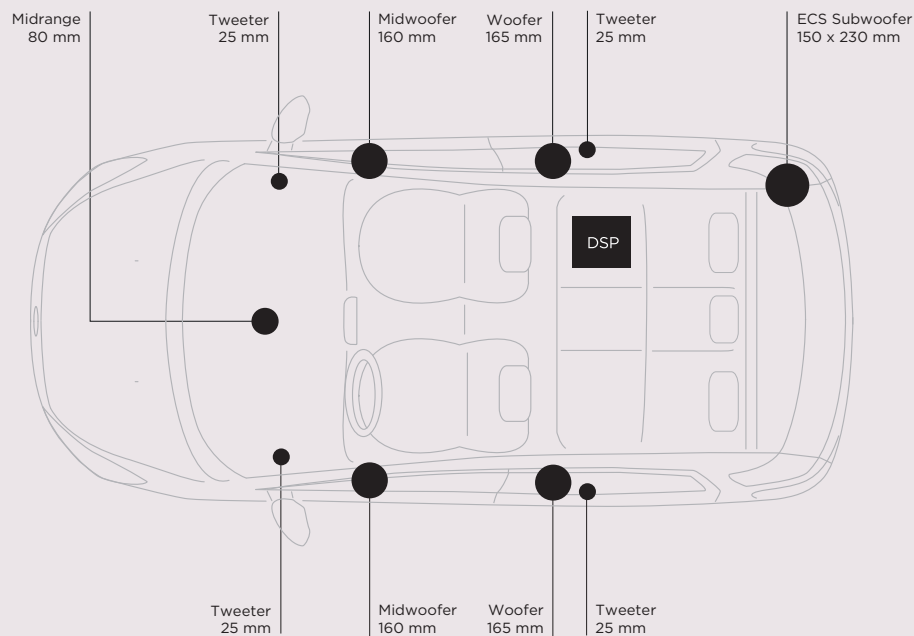 Midrange
80 mm
Tweeter
25 mm
Midwoofer
160 mm
Woofer
165 mm
Tweeter
25 mm
ECS Subwoofer
150 x 230 mm
DSP
Tweeter
25 mm
Midwoofer
160 mm
Woofer
165 mm
Tweeter
25 mm